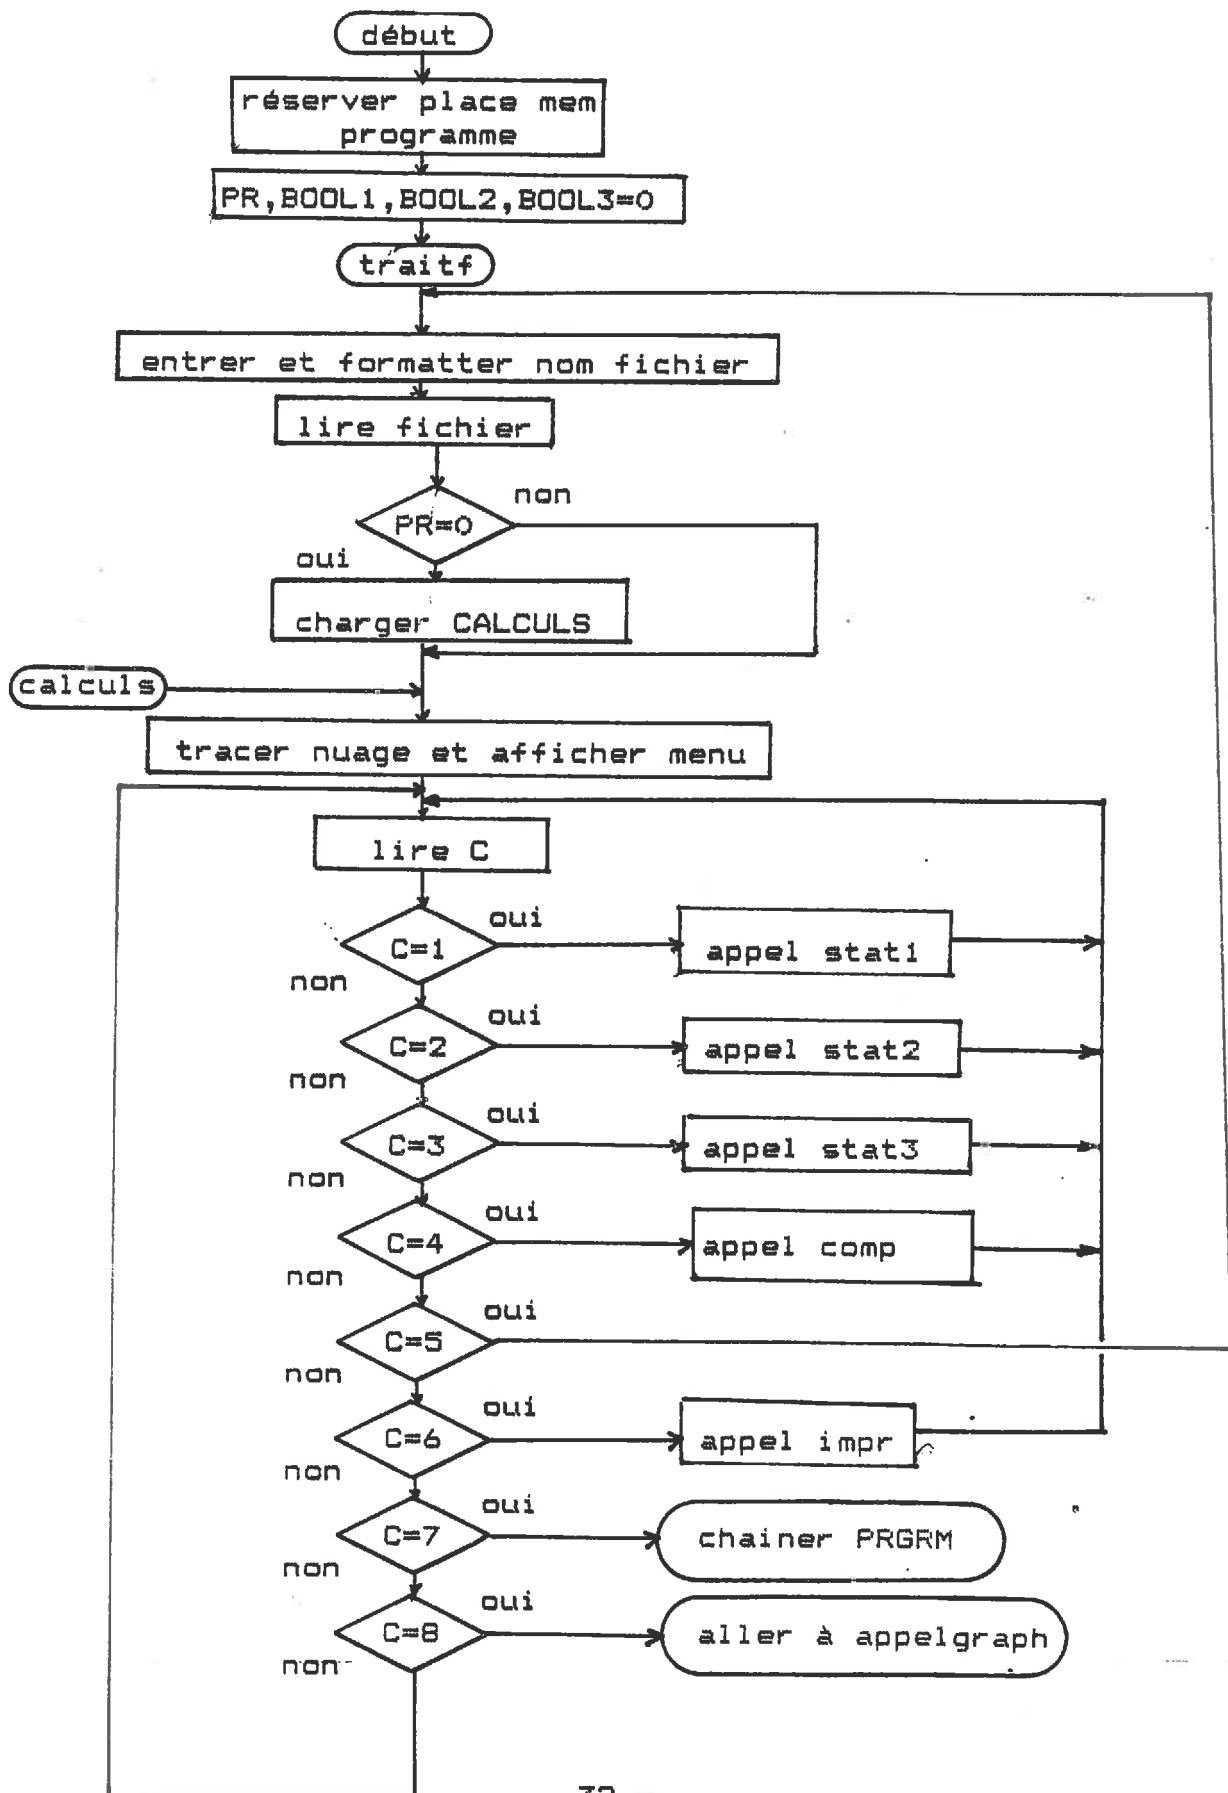 début
réserver place mem
programme
PR,BOOL1,BOOL2,BOOL3=0
traitf
entrer et formatter nom fichier
lire fichier
non
PR=0
oui
charger CALCULS
calculs
tracer nuage et afficher menu
lire C
oui
C=1
appel stat1
non
oui
C=2
appel stat2
non
oui
C=3
appel stat3
non
oui
C=4
appel comp
non
oui
C=5
non
oui
C=6
appel impr
non
oui
C=7
chainer PRGRM
non
oui
C=8
aller à appelgraph
non